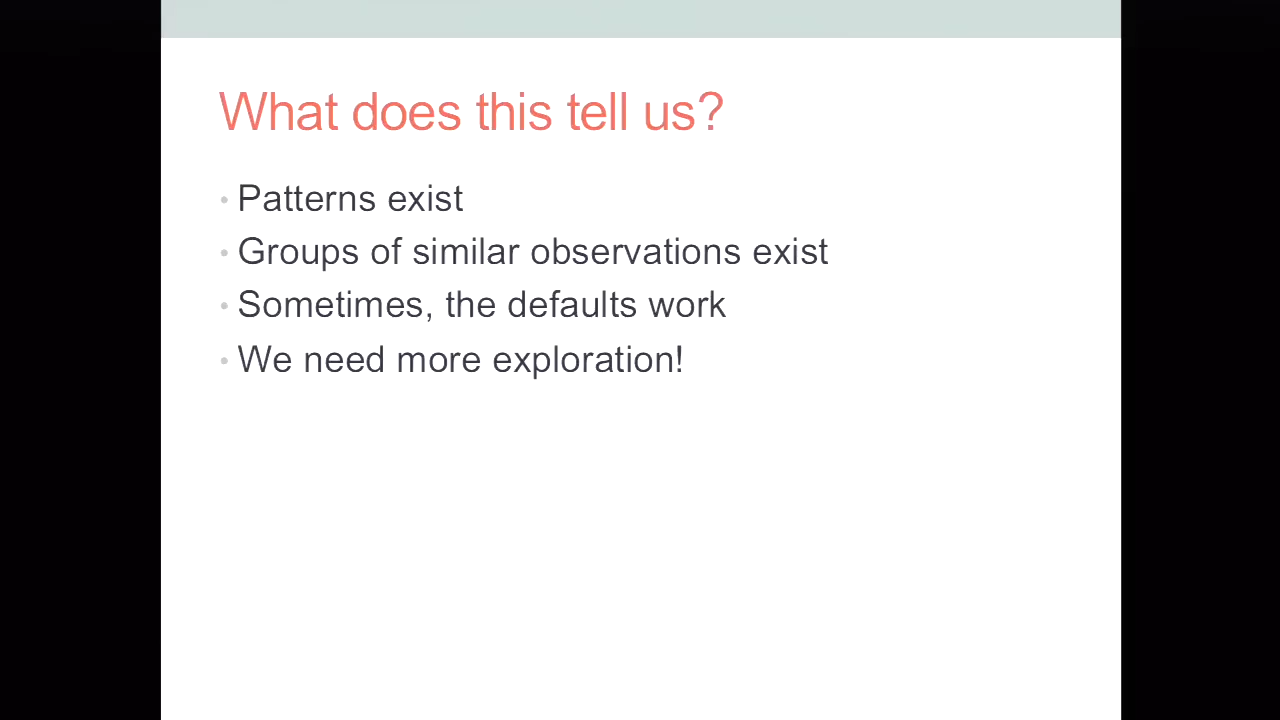 What does this tell us?
• Patterns exist
• Groups of similar observations exist
• Sometimes, the defaults work
• We need more exploration!